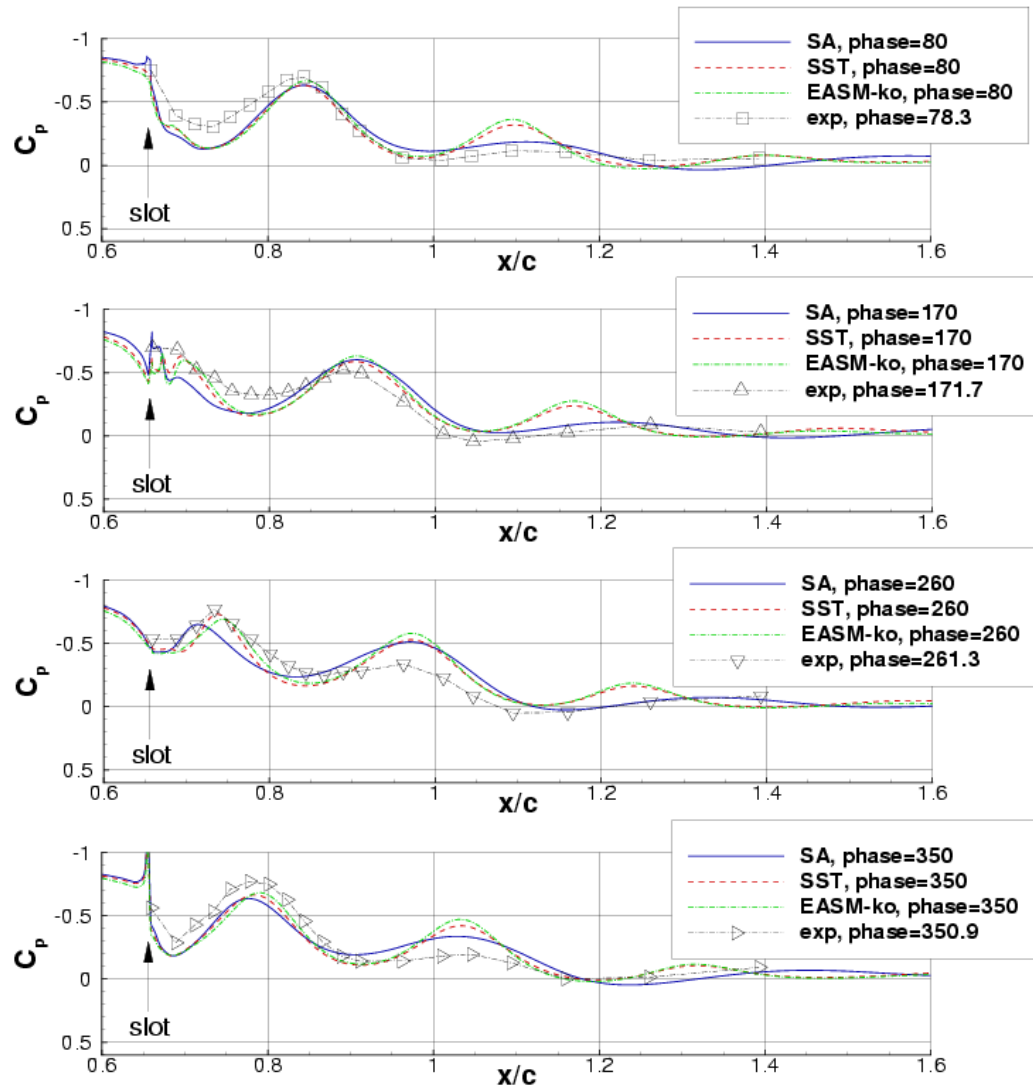 -1
-0.5
0
0.5
Cp
slot
0.6
0.8
1
1.2
1.4
1.6
x/c
SA, phase=80
SST, phase=80
EASM-ko, phase=80
exp, phase=78.3
-1
-0.5
0
0.5
Cp
slot
0.6
0.8
1
1.2
1.4
1.6
x/c
SA, phase=170
SST, phase=170
EASM-ko, phase=170
exp, phase=171.7
-1
-0.5
0
0.5
Cp
slot
0.6
0.8
1
1.2
1.4
1.6
x/c
SA, phase=260
SST, phase=260
EASM-ko, phase=260
exp, phase=261.3
-1
-0.5
0
0.5
Cp
slot
0.6
0.8
1
1.2
1.4
1.6
x/c
SA, phase=350
SST, phase=350
EASM-ko, phase=350
exp, phase=350.9